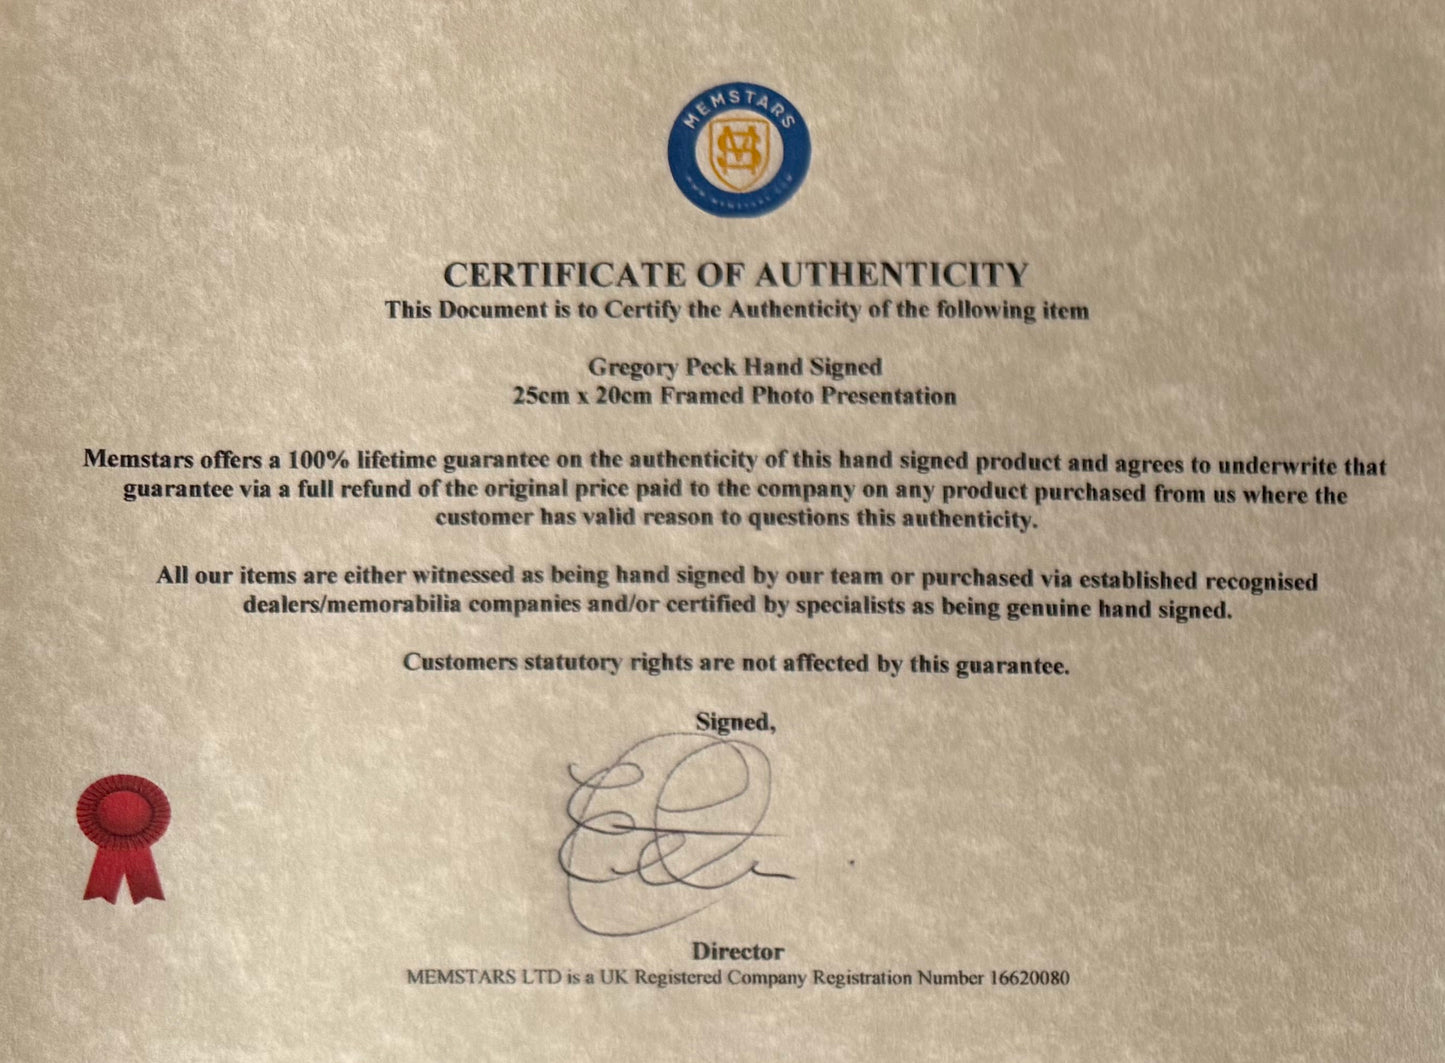 MEMSTARS
MS
CERTIFICATE OF AUTHENTICITY
This Document is to Certify the Authenticity of the following item
Gregory Peck Hand Signed
25cm x 20cm Framed Photo Presentation
Memstars offers a 100% lifetime guarantee on the authenticity of this hand signed product and agrees to underwrite that
guarantee via a full refund of the original price paid to the company on any product purchased from us where the
customer has valid reason to questions this authenticity.
All our items are either witnessed as being hand signed by our team or purchased via established recognised
dealers/memorabilia companies and/or certified by specialists as being genuine hand signed.
Customers statutory rights are not affected by this guarantee.
Signed,
Director
MEMSTARS LTD is a UK Registered Company Registration Number 16620080